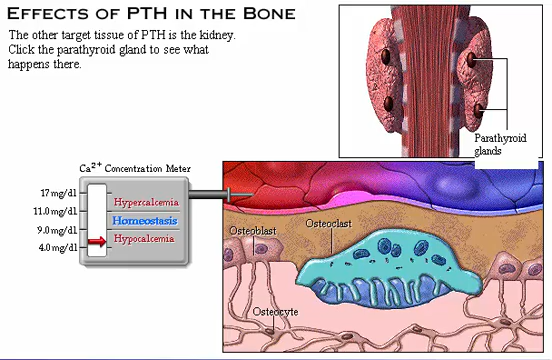 EFFECTS OF PTH IN THE BONE
The other target tissue of PTH is the kidney.
Click the parathyroid gland to see what
happens there.
Parathyroid
glands
Ca2+ Concentration Meter
17 mg/dl
Hypercalcemia
11.0 mg/dl
Homeostasis
9.0 mg/dl
Hypocalcemia
4.0 mg/dl
Osteoblast
Osteoclast
Osteocyte